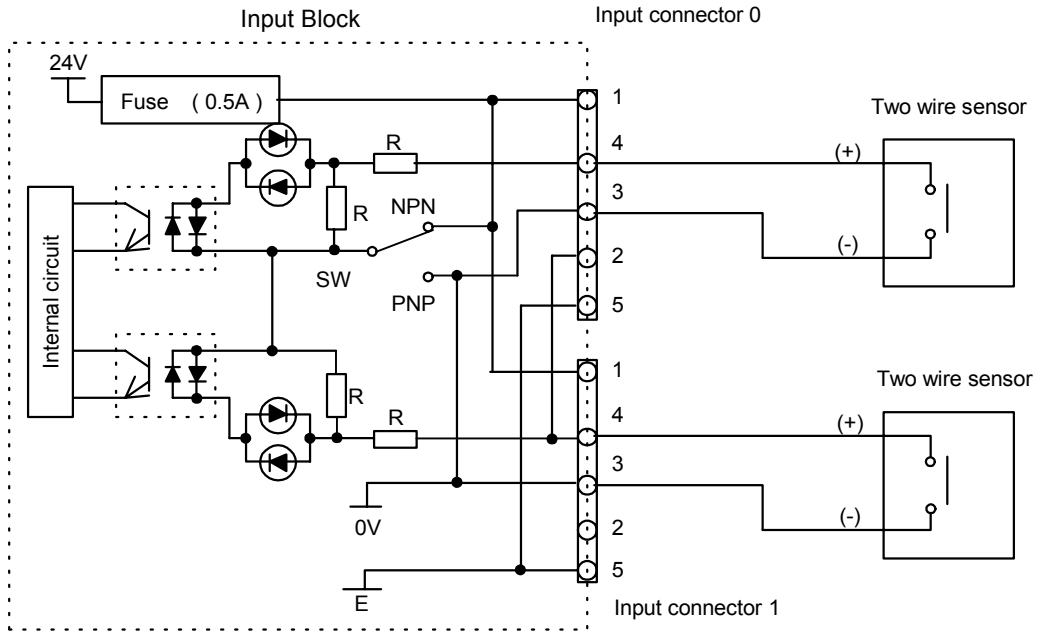 Input Block
Input connector 0
24V
Fuse ( 0.5A )
1
Two wire sensor
R
4
(+)
3
R
NPN
2
(-)
SW
PNP
5
Internal circuit
1
Two wire sensor
R
R
4
(+)
3
0V
2
(-)
E
5
Input connector 1